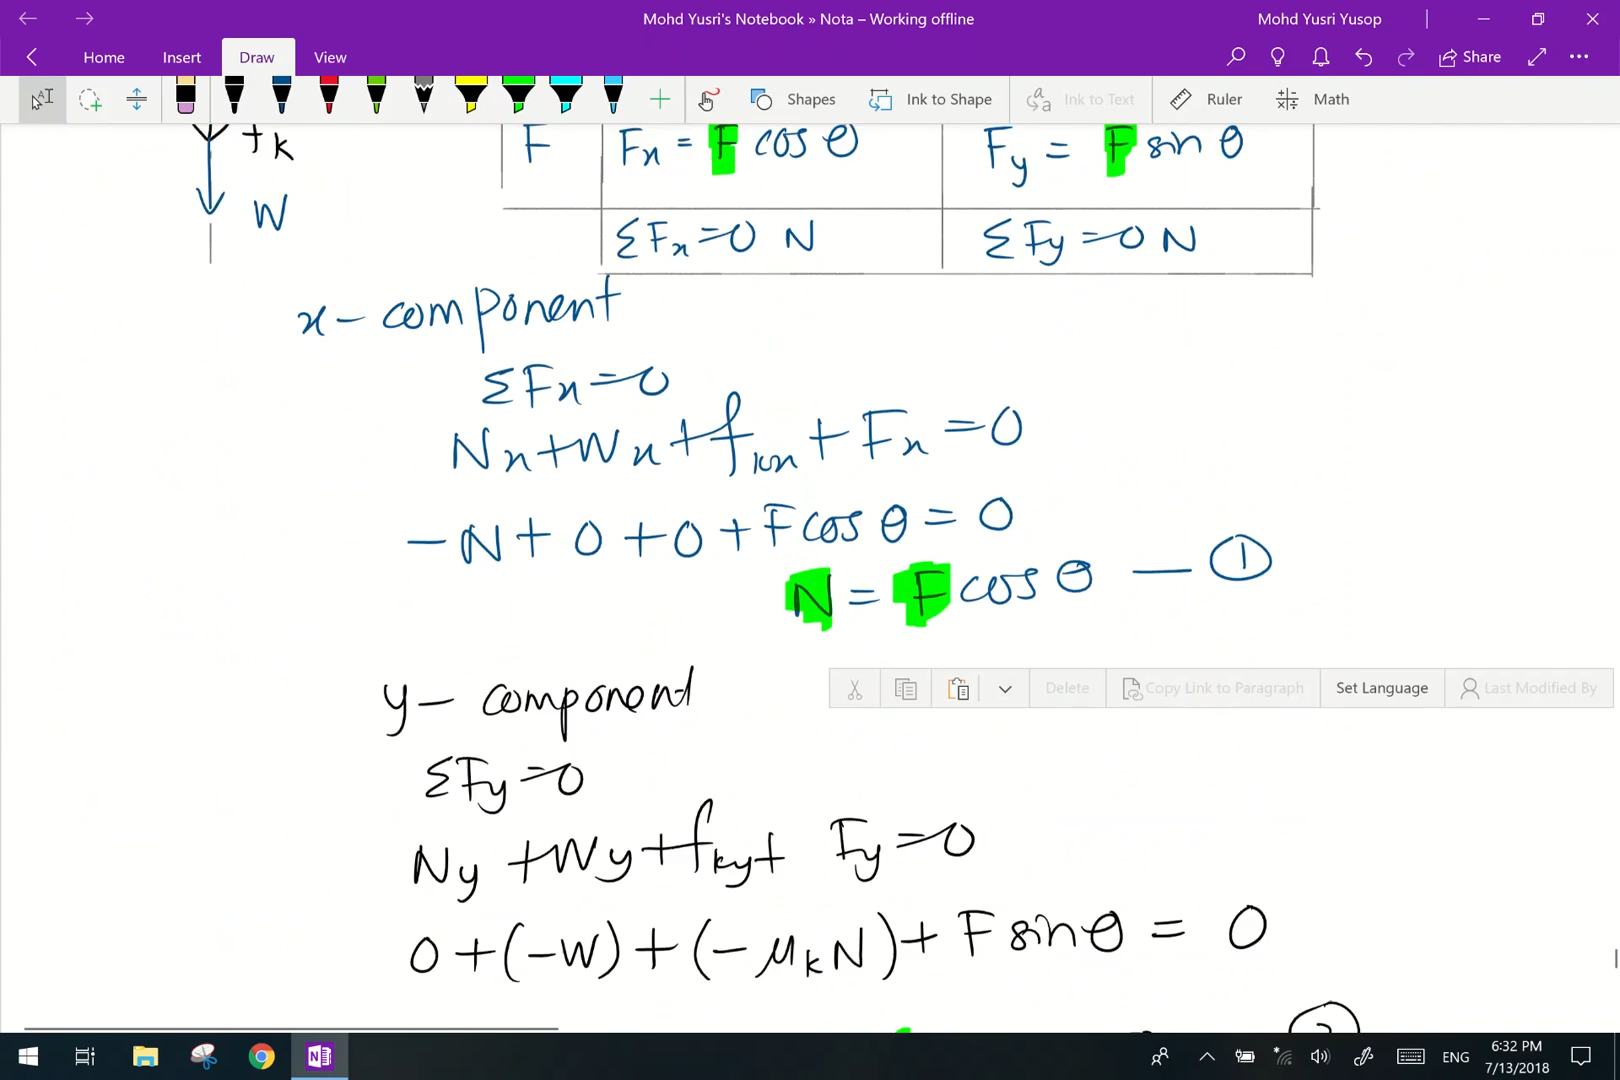 Mohd Yusri's Notebook » Nota – Working offline
Mohd Yusri Yusop
Home Insert Draw View
Share
Shapes Ink to Shape Ink to Text Ruler Math
+k
W
F Fx = F cos θ Fy = F sin θ
ΣFx=0 N ΣFy=0 N
x- component
ΣFx=0
Nx+Wx+fkx+Fx=0
-N+0+0+Fcos θ=0
N = F cos θ — ①
Delete Copy Link to Paragraph Set Language Last Modified By
y- component
ΣFy=0
Ny +Wy+fky+ Fy=0
0+(-W)+(-μkN)+F sinθ = 0
ENG
6:32 PM
7/13/2018